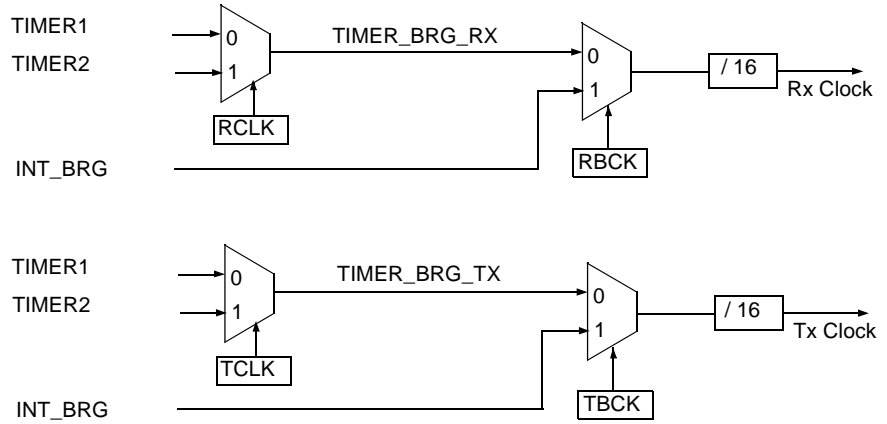 TIMER1
0
TIMER_BRG_RX
0
/ 16
TIMER2
1
1
Rx Clock
RCLK
RBCK
INT_BRG
TIMER1
0
TIMER_BRG_TX
0
/ 16
TIMER2
1
1
Tx Clock
TCLK
TBCK
INT_BRG